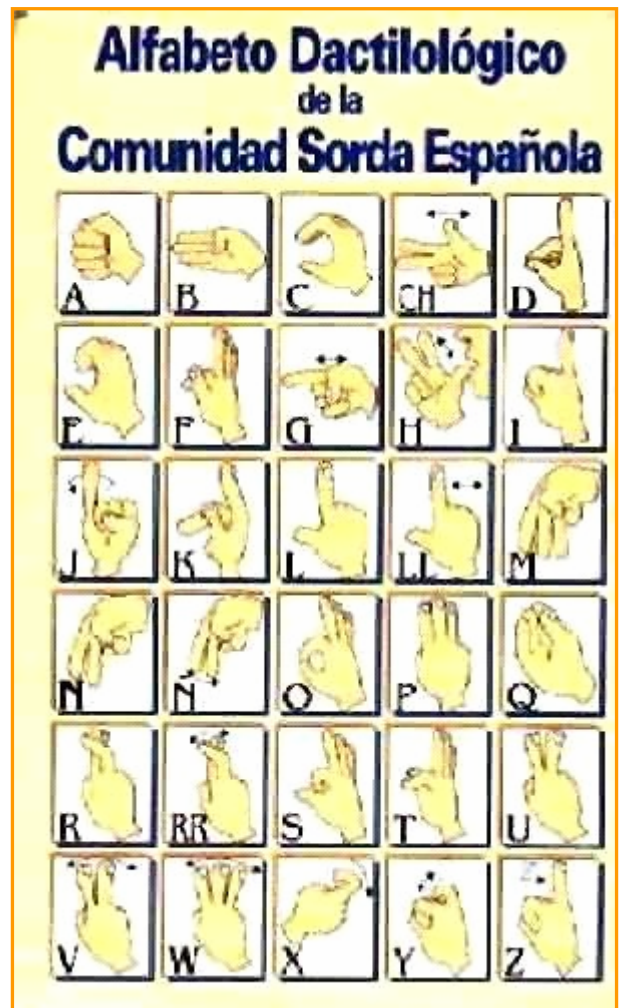 Alfabeto Dactilológico
de la
Comunidad Sorda Española
A B C CH D
E F G H I
J K L LL M
N Ñ O P Q
R RR S T U
V W X Y Z